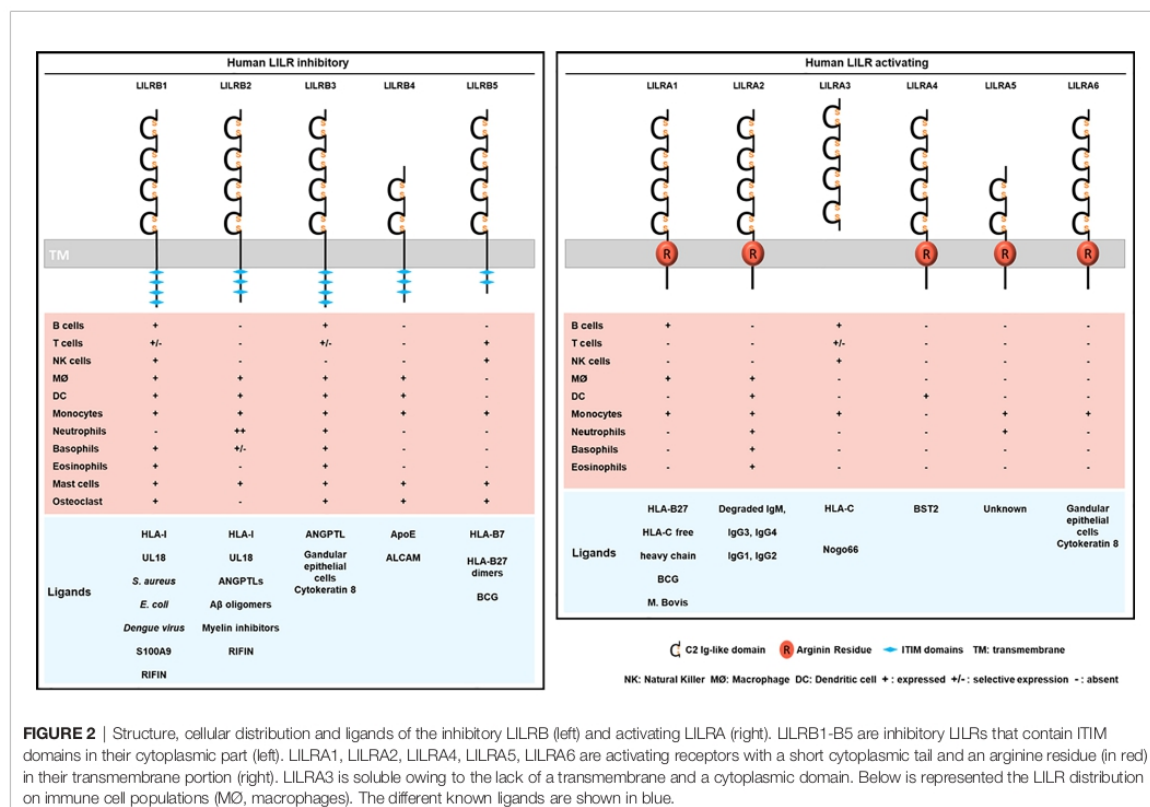 Human LILR inhibitory
LILRB1 LILRB2 LILRB3 LILRB4 LILRB5
TM
B cells + - + - -
T cells +/- - +/- - +
NK cells + - - - +
MØ + + + + -
DC + + + + -
Monocytes + + + + +
Neutrophils - ++ + - -
Basophils + +/- + - -
Eosinophils + - + - -
Mast cells + + + + +
Osteoclast + - + + +
Ligands
HLA-I
UL18
S. aureus
E. coli
Dengue virus
S100A9
RIFIN
HLA-I
UL18
ANGPTLs
Aβ oligomers
Myelin inhibitors
RIFIN
ANGPTL
Gandular
epithelial
cells
Cytokeratin 8
ApoE
ALCAM
HLA-B7
HLA-B27
dimers
BCG
Human LILR activating
LILRA1 LILRA2 LILRA3 LILRA4 LILRA5 LILRA6
R R R R R
B cells + - + - - -
T cells - - +/- - - -
NK cells - - + - - -
MØ + + - - - -
DC - + - + - -
Monocytes + + + - + +
Neutrophils - + - - + -
Basophils - + - - - -
Eosinophils - + - - - -
Ligands
HLA-B27
HLA-C free
heavy chain
BCG
M. Bovis
Degraded IgM,
IgG3, IgG4
IgG1, IgG2
HLA-C
Nogo66
BST2
Unknown
Gandular
epithelial
cells
Cytokeratin 8
C2 Ig-like domain R Arginin Residue ITIM domains TM: transmembrane
NK: Natural Killer MØ: Macrophage DC: Dendritic cell + : expressed +/- : selective expression - : absent
FIGURE 2 | Structure, cellular distribution and ligands of the inhibitory LILRB (left) and activating LILRA (right). LILRB1-B5 are inhibitory LILRs that contain ITIM
domains in their cytoplasmic part (left). LILRA1, LILRA2, LILRA4, LILRA5, LILRA6 are activating receptors with a short cytoplasmic tail and an arginine residue (in red)
in their transmembrane portion (right). LILRA3 is soluble owing to the lack of a transmembrane and a cytoplasmic domain. Below is represented the LILR distribution
on immune cell populations (MØ, macrophages). The different known ligands are shown in blue.